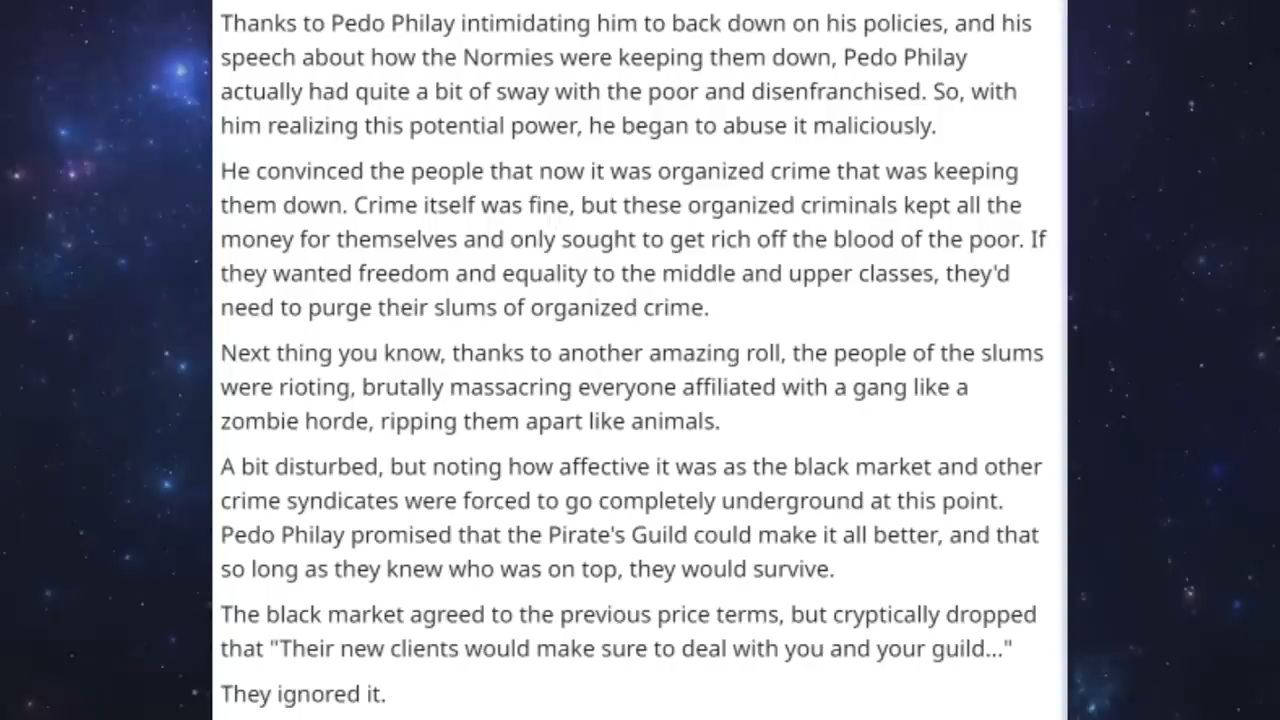 Thanks to Pedo Philay intimidating him to back down on his policies, and his
speech about how the Normies were keeping them down, Pedo Philay
actually had quite a bit of sway with the poor and disenfranchised. So, with
him realizing this potential power, he began to abuse it maliciously.
He convinced the people that now it was organized crime that was keeping
them down. Crime itself was fine, but these organized criminals kept all the
money for themselves and only sought to get rich off the blood of the poor. If
they wanted freedom and equality to the middle and upper classes, they'd
need to purge their slums of organized crime.
Next thing you know, thanks to another amazing roll, the people of the slums
were rioting, brutally massacring everyone affiliated with a gang like a
zombie horde, ripping them apart like animals.
A bit disturbed, but noting how affective it was as the black market and other
crime syndicates were forced to go completely underground at this point.
Pedo Philay promised that the Pirate's Guild could make it all better, and that
so long as they knew who was on top, they would survive.
The black market agreed to the previous price terms, but cryptically dropped
that "Their new clients would make sure to deal with you and your guild..."
They ignored it.